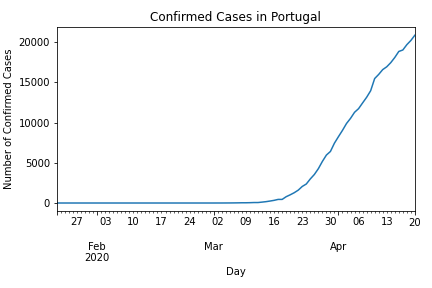 Confirmed Cases in Portugal
Number of Confirmed Cases
20000
15000
10000
5000
0
27 03 10 17 24 02 09 16 23 30 06 13 20
Feb Mar Apr
2020
Day